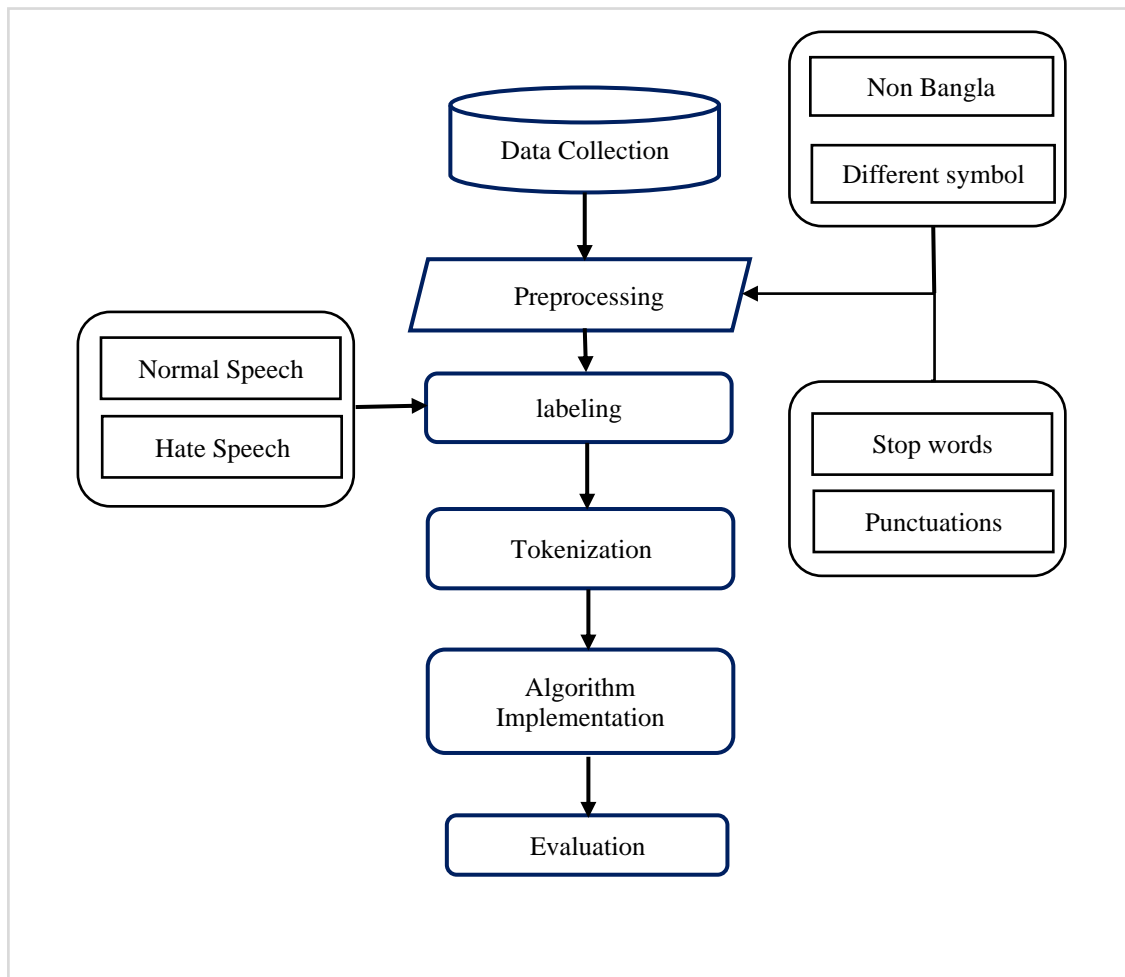 Non Bangla
Data Collection
Different symbol
Preprocessing
Normal Speech
labeling
Hate Speech
Stop words
Punctuations
Tokenization
Algorithm
Implementation
Evaluation